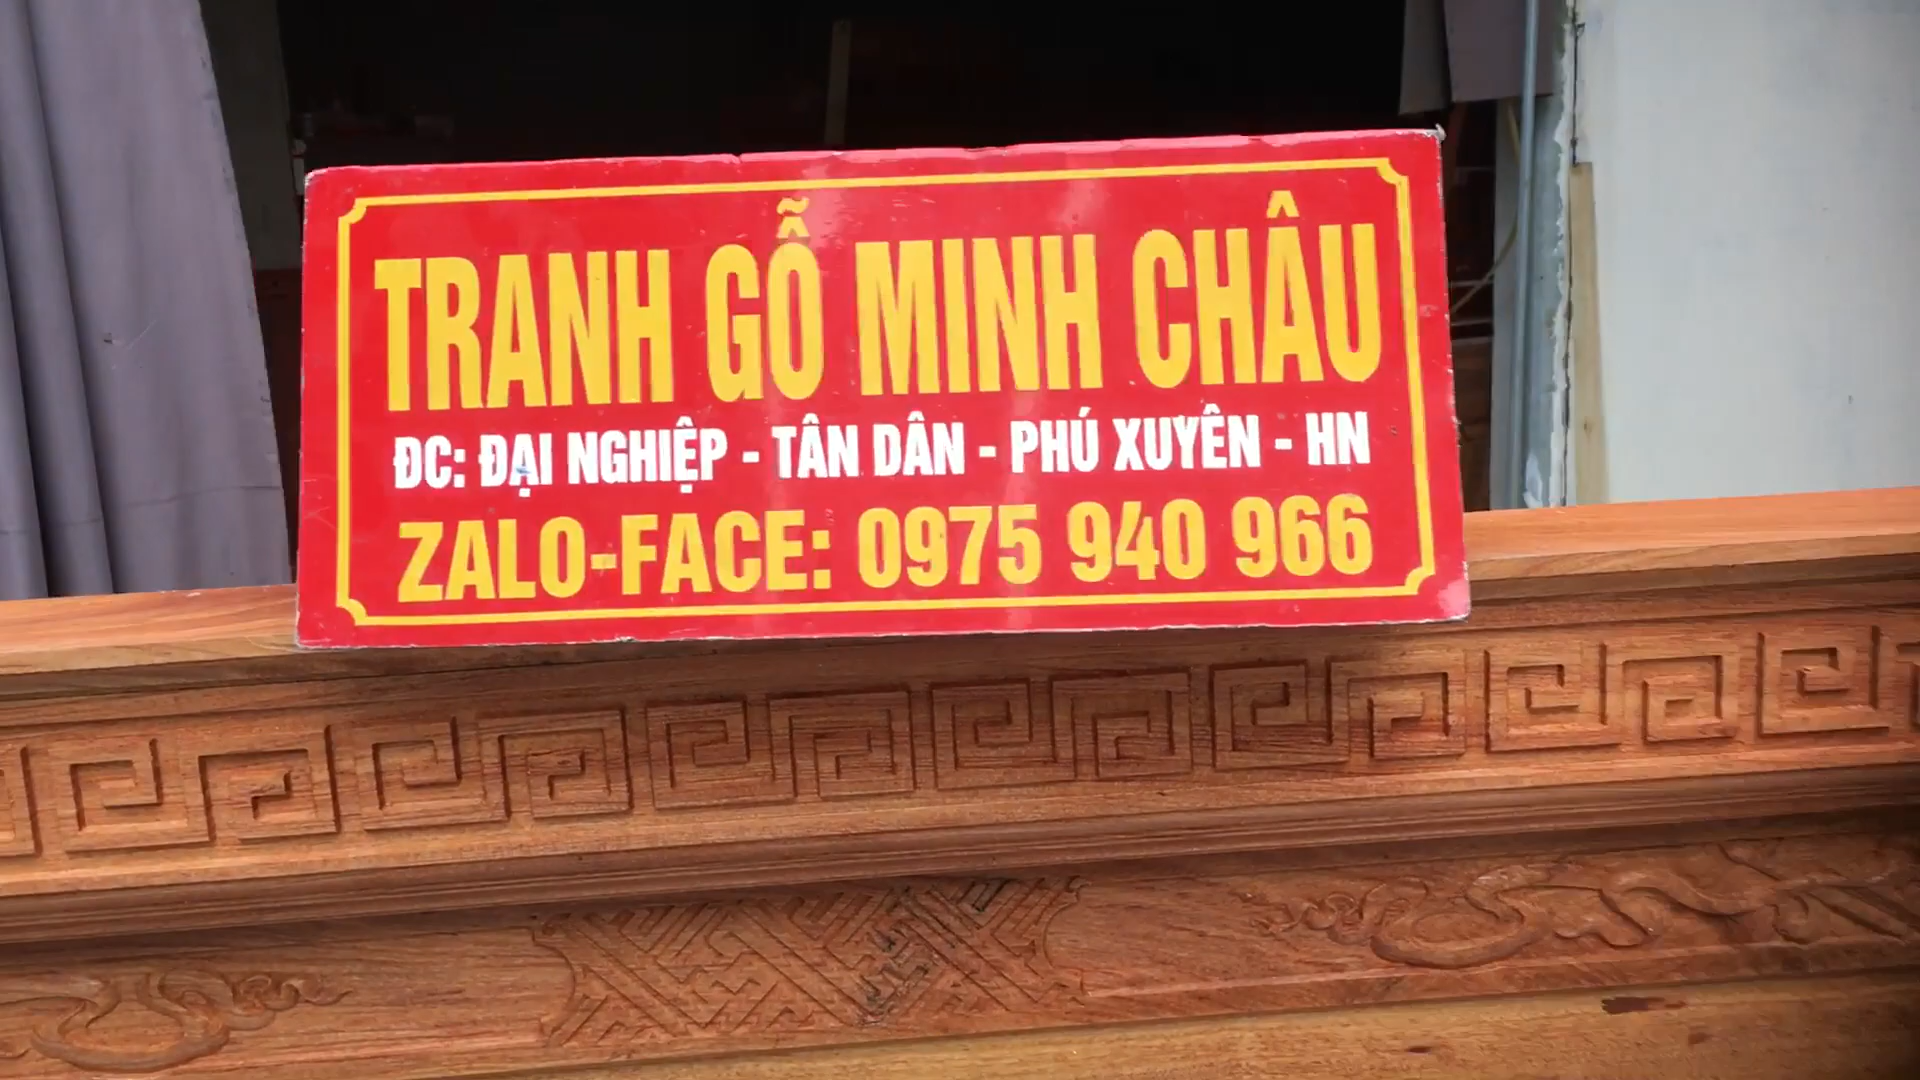 TRANH GỖ MINH CHÂU
ĐC: ĐẠI NGHIỆP - TÂN DÂN - PHÚ XUYÊN - HN
ZALO-FACE: 0975 940 966